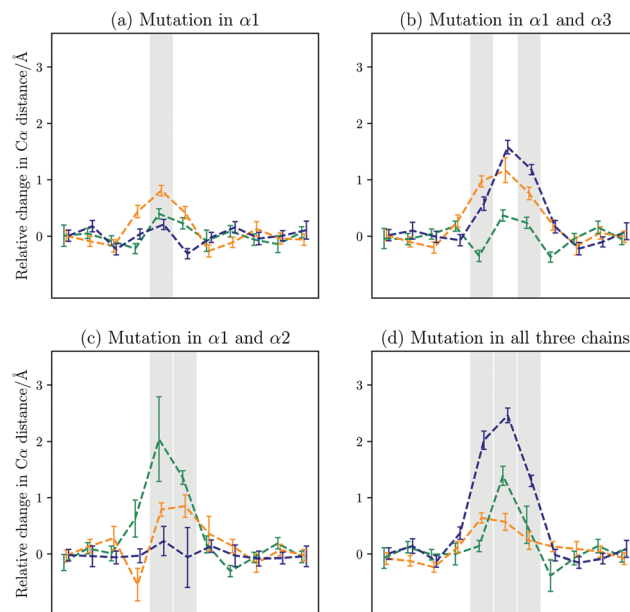 (a) Mutation in α1
(b) Mutation in α1 and α3
Relative change in Cα distance/Å
3
2
1
0
3
2
1
0
(c) Mutation in α1 and α2
(d) Mutation in all three chains
Relative change in Cα distance/Å
3
2
1
0
3
2
1
0